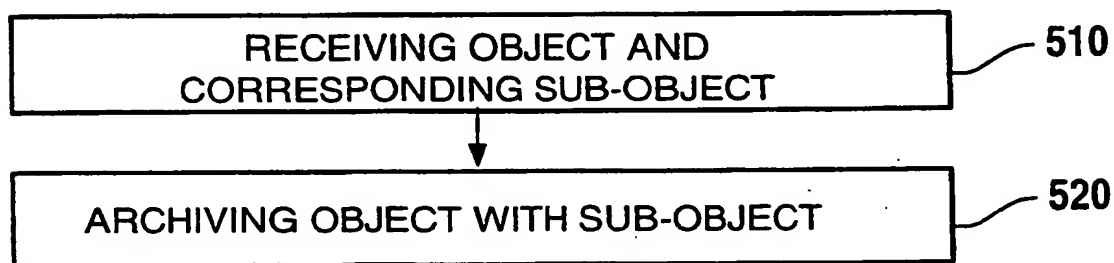 RECEIVING OBJECT AND
CORRESPONDING SUB-OBJECT
510
ARCHIVING OBJECT WITH SUB-OBJECT
520